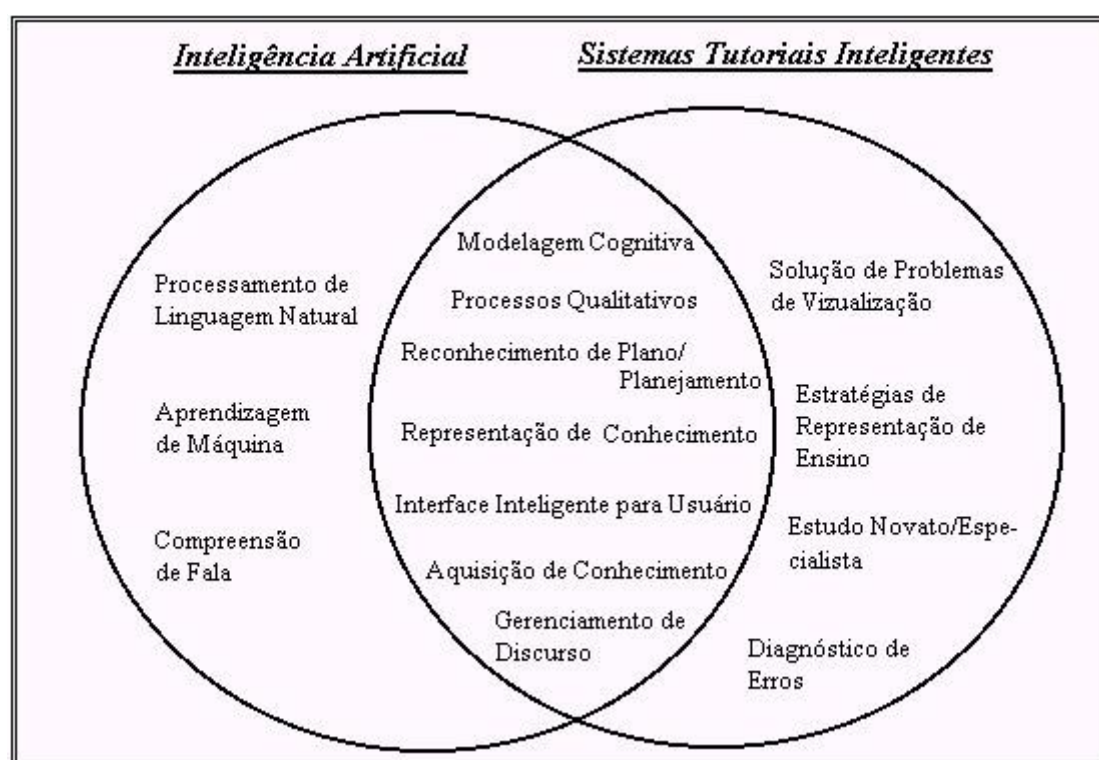 Inteligência Artificial
Sistemas Tutoriais Inteligentes
Processamento de
Linguagem Natural
Aprendizagem
de Máquina
Compreensão
de Fala
Modelagem Cognitiva
Processos Qualitativos
Reconhecimento de Plano/
Planejamento
Representação de Conhecimento
Interface Inteligente para Usuário
Aquisição de Conhecimento
Gerenciamento de
Discurso
Solução de Problemas
de Vizualização
Estratégias de
Representação de
Ensino
Estudo Novato/Espe-
cialista
Diagnóstico de
Erros